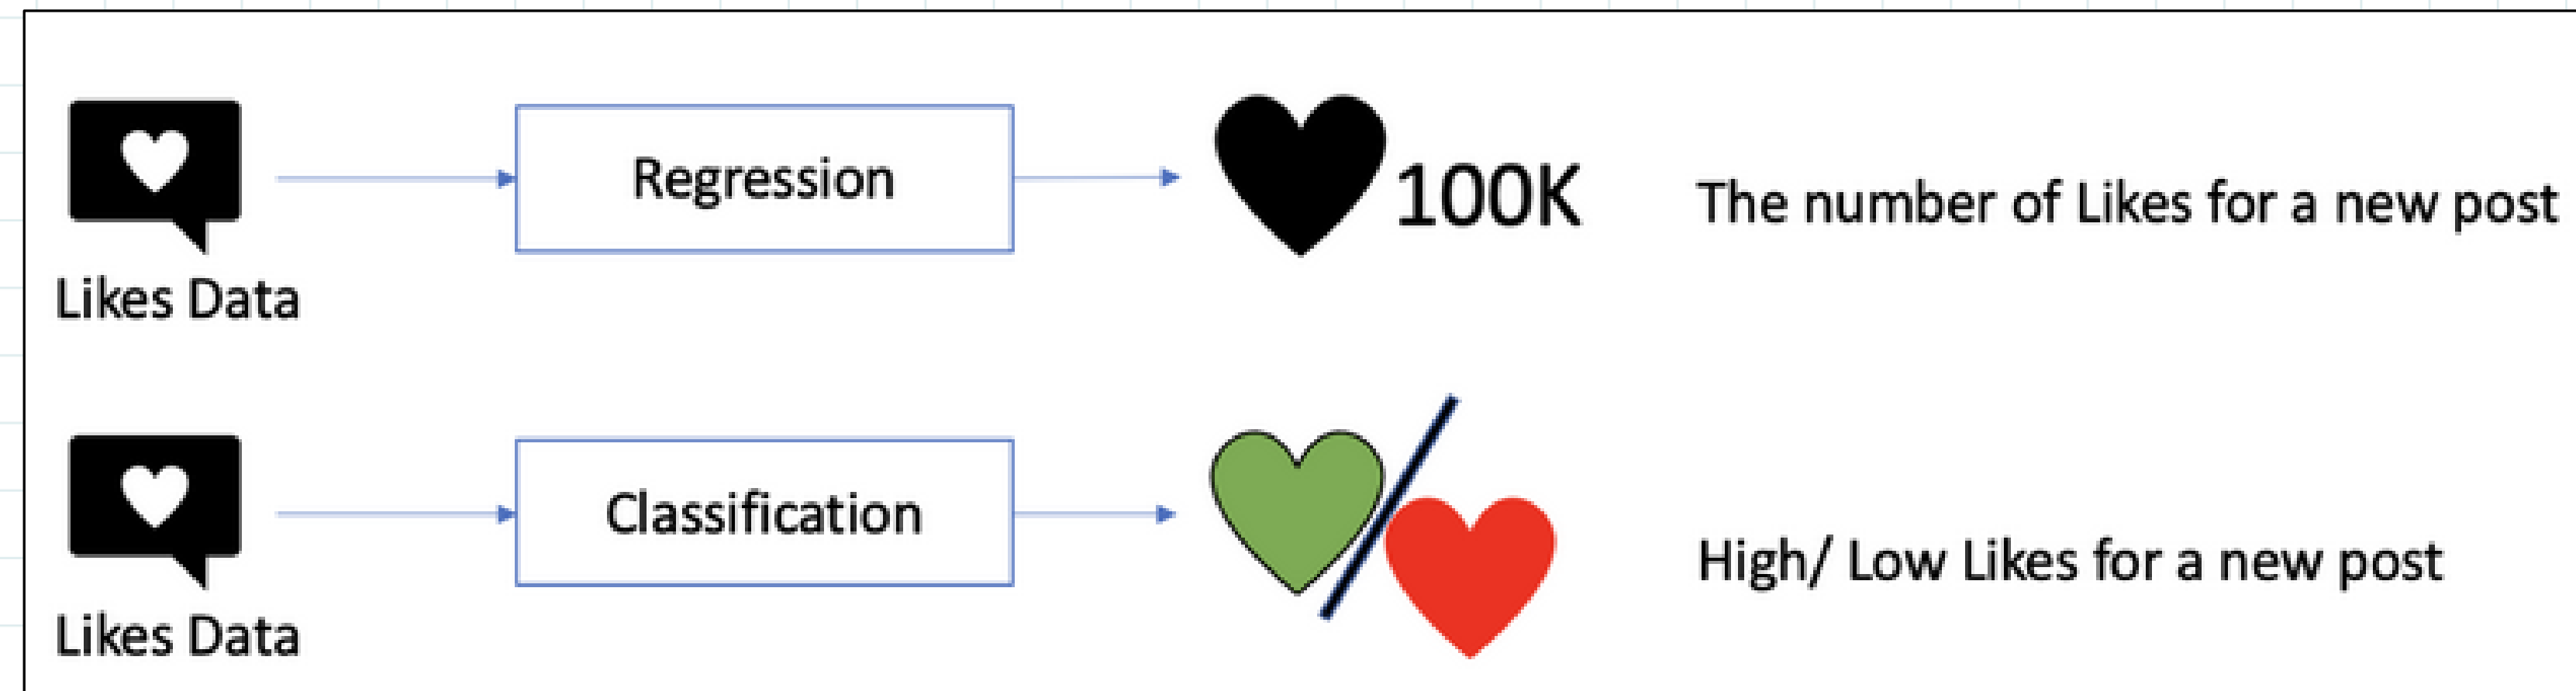 Regression
100K
The number of Likes for a new post
Likes Data
Classification
High/ Low Likes for a new post
Likes Data